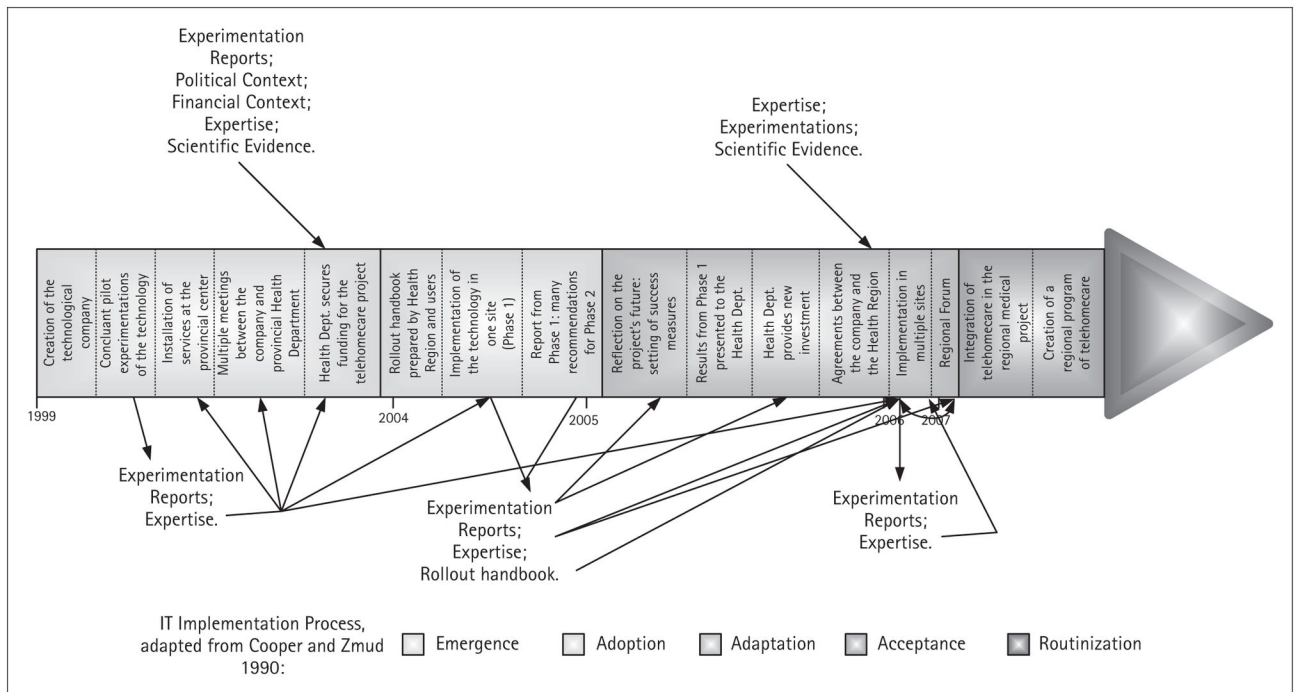 Experimentation
Reports;
Political Context;
Financial Context;
Expertise;
Scientific Evidence.
Expertise;
Experimentations;
Scientific Evidence.
Creation of the
technological
company
Concluant pilot
experimentations
of the technology
Installation of
services at the
provincial center
Multiple meetings
between the
company and
provincial Health
Department
Health Dept. secures
funding for the
telehomecare project
Rollout handbook
prepared by Health
Region and users
Implementation of
the technology in
one site
(Phase 1)
Report from
Phase 1: many
recommendations
for Phase 2
Reflection on the
project's future:
setting of success
measures
Results from Phase 1
presented to the
Health Dept.
Health Dept.
provides new
investment
Agreements between
the company and
the Health Region
Implementation in
multiple sites
Regional Forum
Integration of
telehomecare in the
regional medical
project
Creation of a
regional program
of telehomecare
1999
2004
2005
2006
2007
Experimentation
Reports;
Expertise.
Experimentation
Reports;
Expertise;
Rollout handbook.
Experimentation
Reports;
Expertise.
IT Implementation Process,
adapted from Cooper and Zmud
1990:
Emergence
Adoption
Adaptation
Acceptance
Routinization